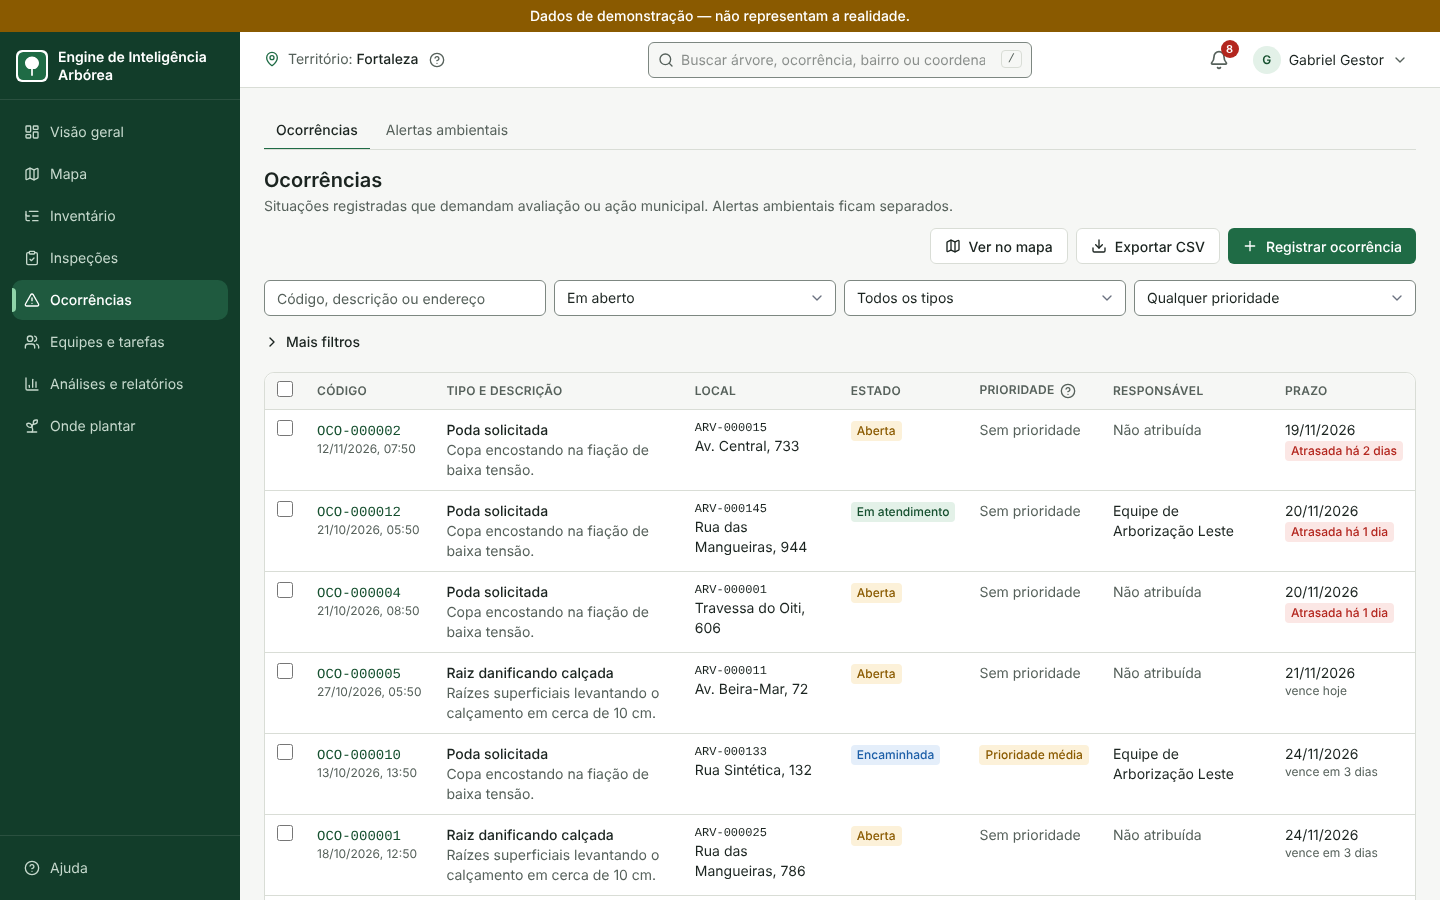 Dados de demonstração — não representam a realidade.
Engine de Inteligência
Arbórea
Território: Fortaleza
Buscar árvore, ocorrência, bairro ou coordena
/
8
G
Gabriel Gestor
Visão geral
Mapa
Inventário
Inspeções
Ocorrências
Equipes e tarefas
Análises e relatórios
Onde plantar
Ajuda
Ocorrências
Alertas ambientais
Ocorrências
Situações registradas que demandam avaliação ou ação municipal. Alertas ambientais ficam separados.
Ver no mapa
Exportar CSV
Registrar ocorrência
Código, descrição ou endereço
Em aberto
Todos os tipos
Qualquer prioridade
Mais filtros
CÓDIGO
TIPO E DESCRIÇÃO
LOCAL
ESTADO
PRIORIDADE
RESPONSÁVEL
PRAZO
OCO-000002
12/11/2026, 07:50
Poda solicitada
Copa encostando na fiação de
baixa tensão.
ARV-000015
Av. Central, 733
Aberta
Sem prioridade
Não atribuída
19/11/2026
Atrasada há 2 dias
OCO-000012
21/10/2026, 05:50
Poda solicitada
Copa encostando na fiação de
baixa tensão.
ARV-000145
Rua das
Mangueiras, 944
Em atendimento
Sem prioridade
Equipe de
Arborização Leste
20/11/2026
Atrasada há 1 dia
OCO-000004
21/10/2026, 08:50
Poda solicitada
Copa encostando na fiação de
baixa tensão.
ARV-000001
Travessa do Oiti,
606
Aberta
Sem prioridade
Não atribuída
20/11/2026
Atrasada há 1 dia
OCO-000005
27/10/2026, 05:50
Raiz danificando calçada
Raízes superficiais levantando o
calçamento em cerca de 10 cm.
ARV-000011
Av. Beira-Mar, 72
Aberta
Sem prioridade
Não atribuída
21/11/2026
vence hoje
OCO-000010
13/10/2026, 13:50
Poda solicitada
Copa encostando na fiação de
baixa tensão.
ARV-000133
Rua Sintética, 132
Encaminhada
Prioridade média
Equipe de
Arborização Leste
24/11/2026
vence em 3 dias
OCO-000001
18/10/2026, 12:50
Raiz danificando calçada
Raízes superficiais levantando o
calçamento em cerca de 10 cm.
ARV-000025
Rua das
Mangueiras, 786
Aberta
Sem prioridade
Não atribuída
24/11/2026
vence em 3 dias